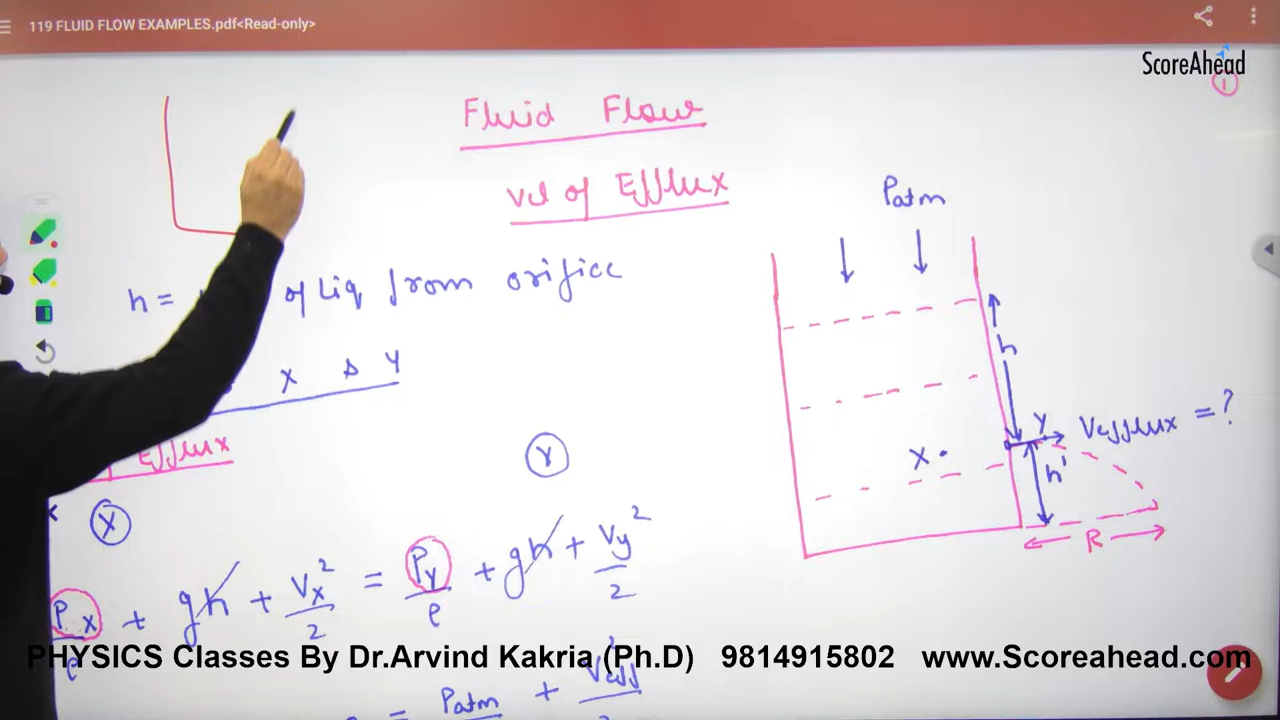 119 FLUID FLOW EXAMPLES.pdf<Read-only>
ScoreAhead
1
Fluid Flow
Vel of Efflux
Patm
h = of Liq from orifice
h
X & Y
Y Vefflux = ?
X
h'
Efflux
R
X Y
Px/ρ + gh + Vx²/2 = Py/ρ + gh + Vy²/2
= Patm + Veff²
PHYSICS Classes By Dr.Arvind Kakria (Ph.D) 9814915802 www.Scoreahead.com